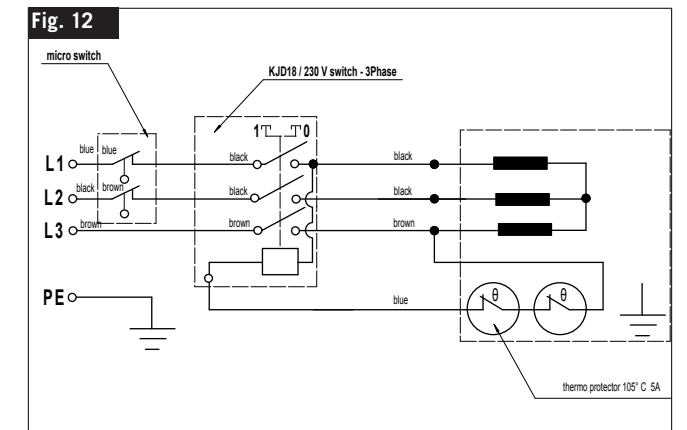 Fig. 12
micro switch
KJD18 / 230 V switch - 3Phase
1 0
L1 blue blue black black
L2 black brown black black
L3 brown brown brown
θ θ
PE
blue
thermo protector 105° C 5A